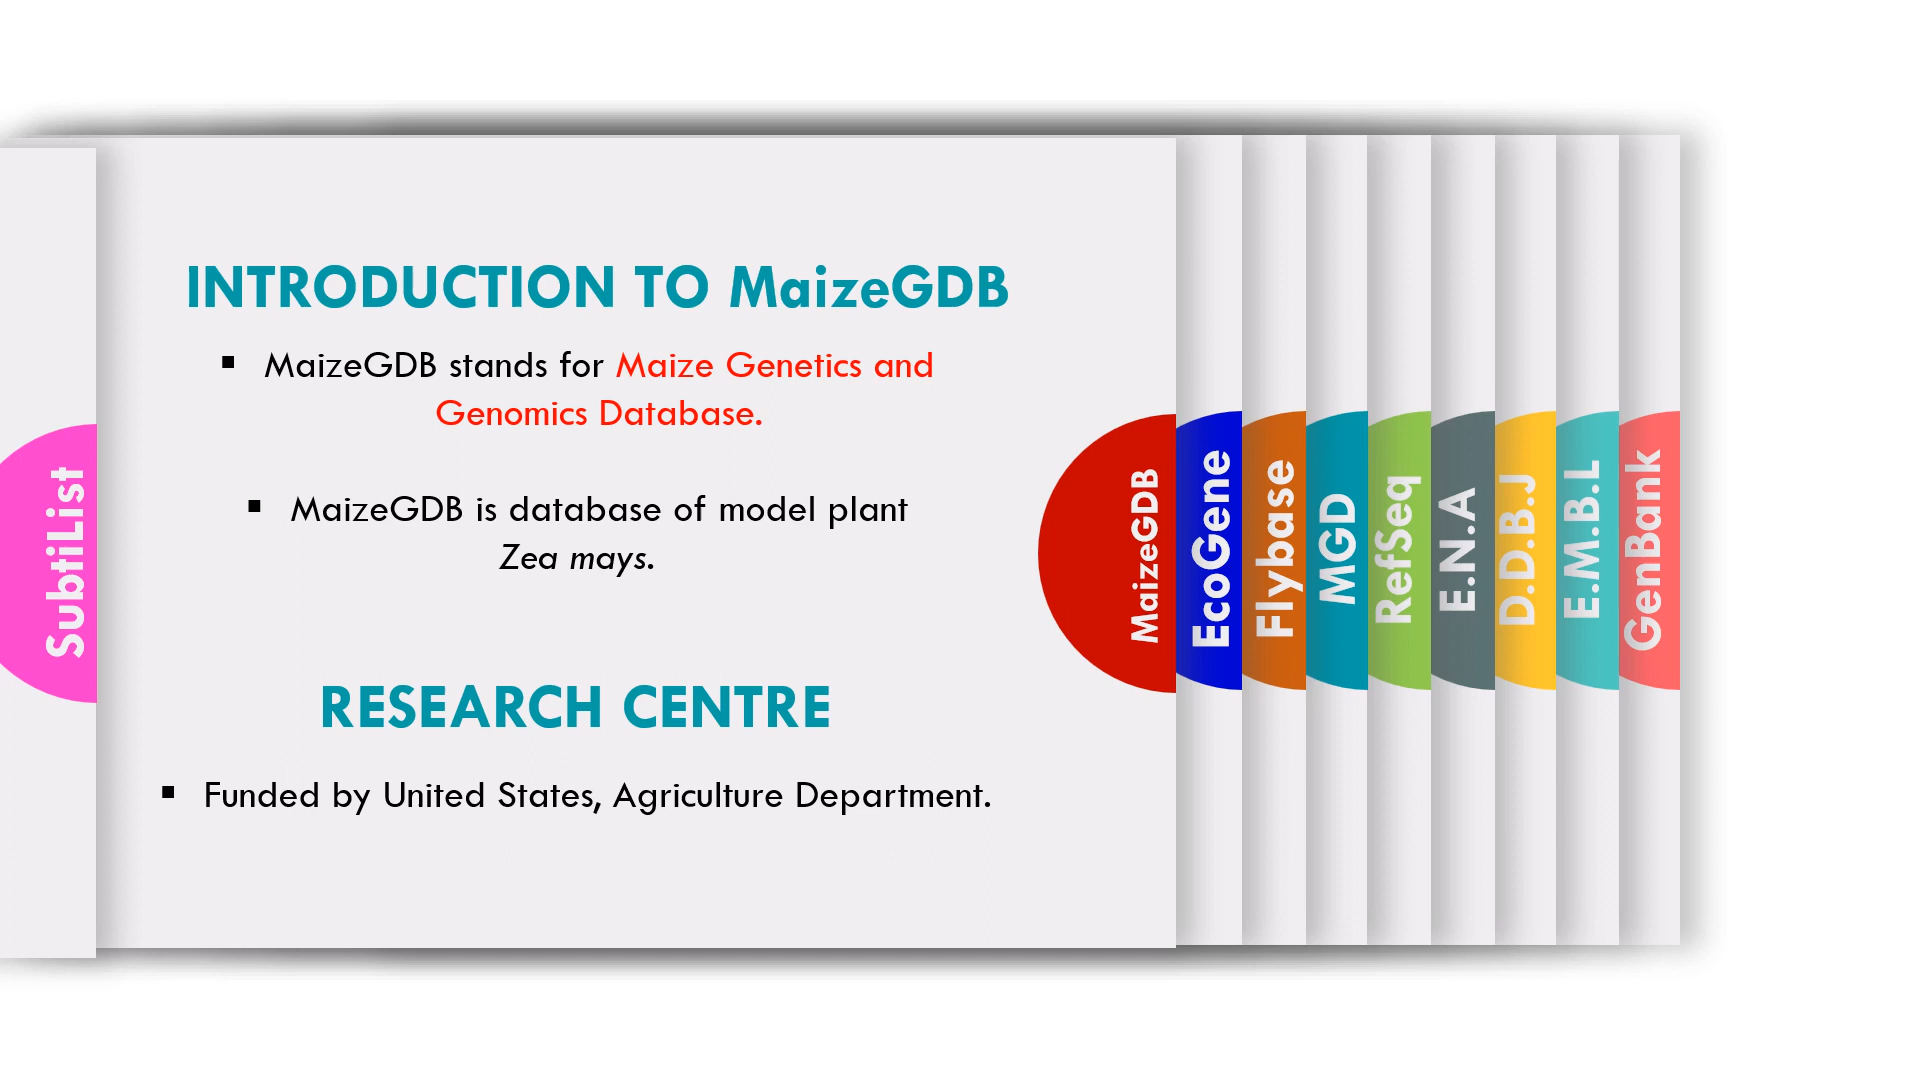 INTRODUCTION TO MaizeGDB
▪ MaizeGDB stands for Maize Genetics and
Genomics Database.
▪ MaizeGDB is database of model plant
Zea mays.
RESEARCH CENTRE
▪ Funded by United States, Agriculture Department.
SubtiList
MaizeGDB
EcoGene
Flybase
MGD
RefSeq
E.N.A
D.D.B.J
E.M.B.L
GenBank